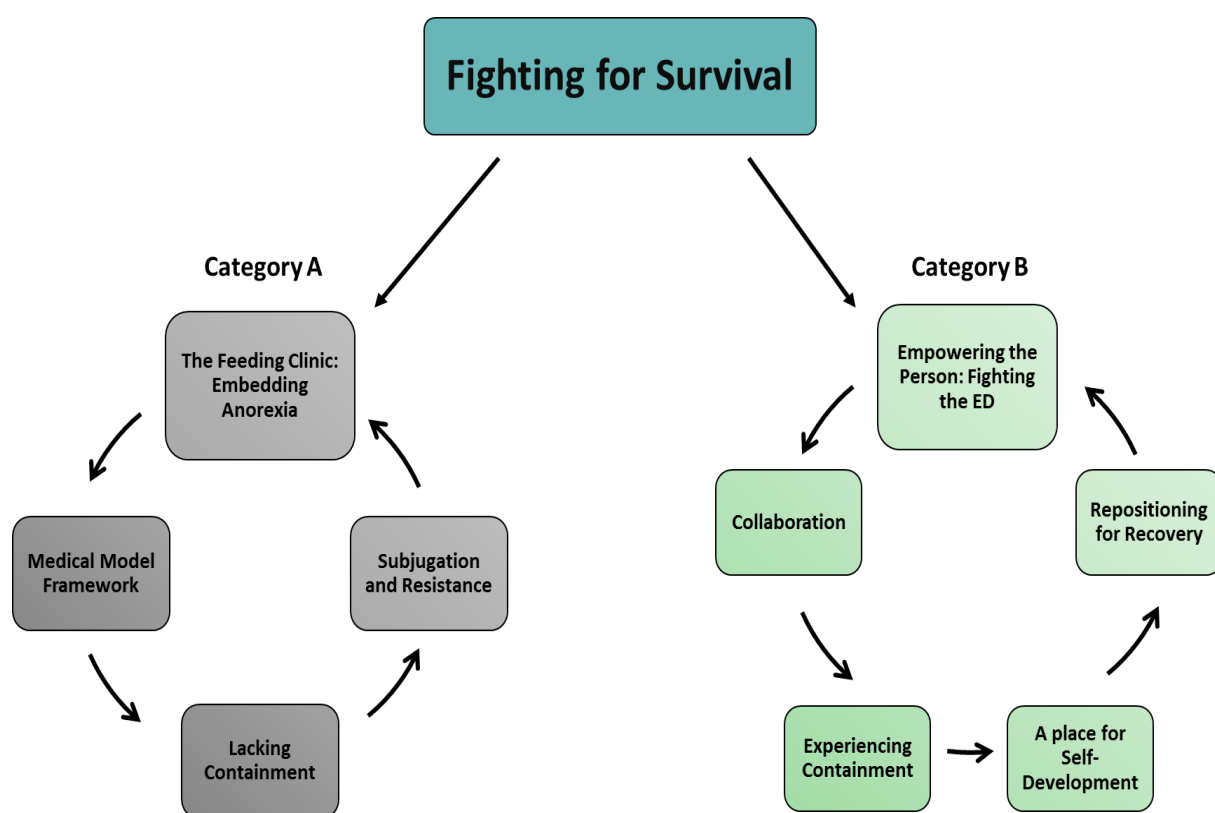 Fighting for Survival
Category A
The Feeding Clinic:
Embedding
Anorexia
Medical Model
Framework
Subjugation
and Resistance
Lacking
Containment
Category B
Empowering the
Person: Fighting
the ED
Collaboration
Repositioning
for Recovery
Experiencing
Containment
A place for
Self-
Development